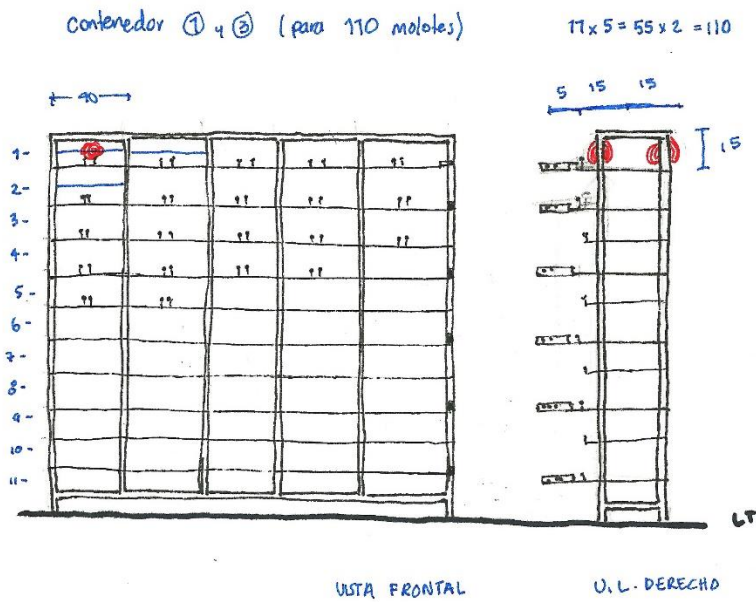 contenedor ① y ③ (para 110 molotes)
11 x 5 = 55 x 2 = 110
40
5 15 15
15
1-
2-
3-
4-
5-
6-
7-
8-
9-
10-
11-
LT
VISTA FRONTAL
V.L. DERECHO